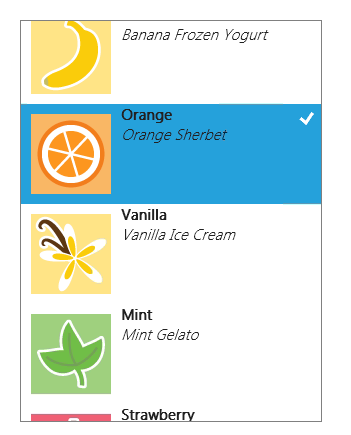 Banana Frozen Yogurt
Orange
Orange Sherbet
Vanilla
Vanilla Ice Cream
Mint
Mint Gelato
Strawberry